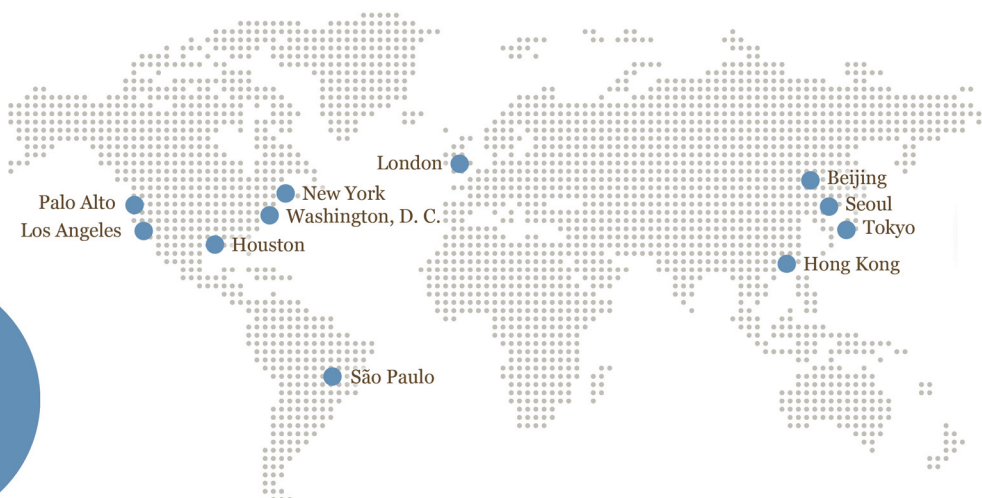 London
Beijing
New York
Palo Alto
Seoul
Washington, D. C.
Tokyo
Los Angeles
Houston
Hong Kong
São Paulo